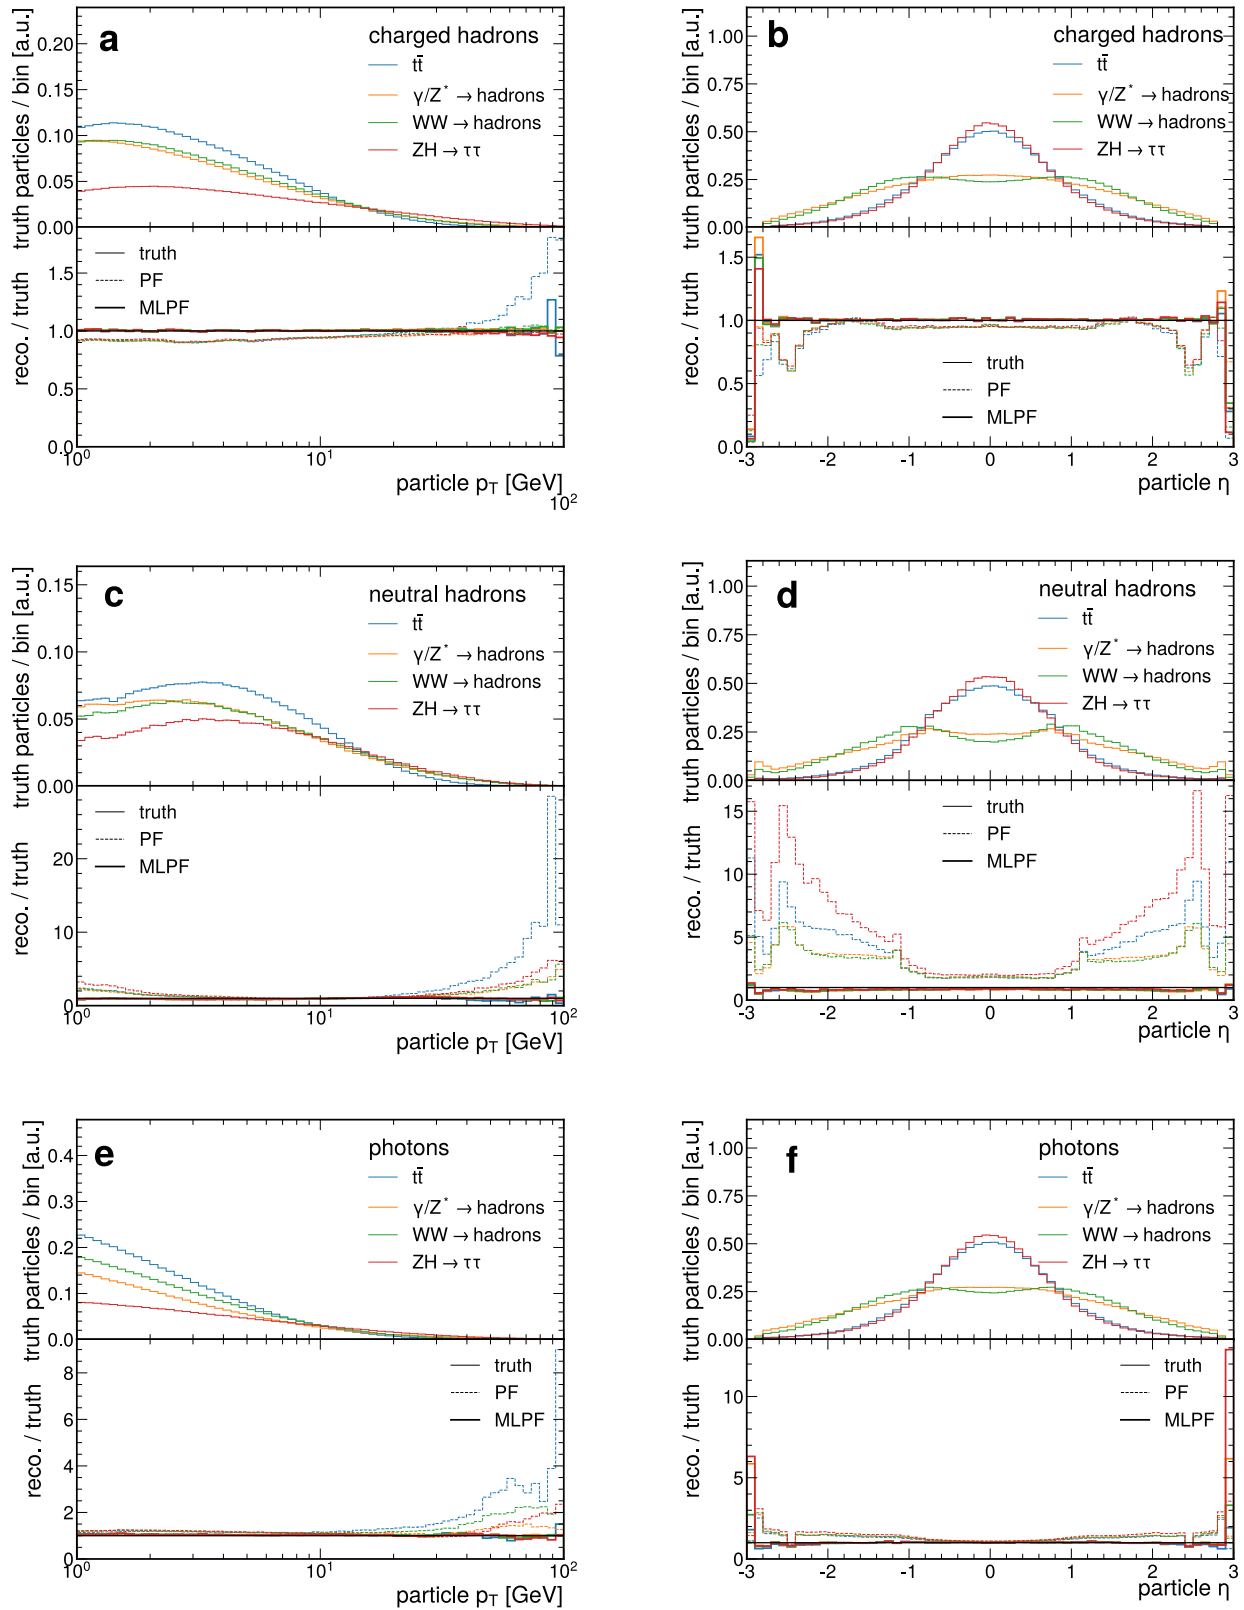 a
charged hadrons
tt̄
γ/Z* → hadrons
WW → hadrons
ZH → ττ
truth particles / bin [a.u.]
0.20
0.15
0.10
0.05
0.00
reco. / truth
truth
PF
MLPF
1.5
1.0
0.5
0.0
10⁰
10¹
10²
particle pT [GeV]
b
charged hadrons
tt̄
γ/Z* → hadrons
WW → hadrons
ZH → ττ
truth particles / bin [a.u.]
1.00
0.75
0.50
0.25
0.00
reco. / truth
truth
PF
MLPF
1.5
1.0
0.5
0.0
-3 -2 -1 0 1 2 3
particle η
c
neutral hadrons
tt̄
γ/Z* → hadrons
WW → hadrons
ZH → ττ
truth particles / bin [a.u.]
0.15
0.10
0.05
0.00
reco. / truth
truth
PF
MLPF
20
10
0
10⁰ 10¹ 10²
particle pT [GeV]
d
neutral hadrons
tt̄
γ/Z* → hadrons
WW → hadrons
ZH → ττ
truth particles / bin [a.u.]
1.00
0.75
0.50
0.25
0.00
reco. / truth
truth
PF
MLPF
15
10
5
0
-3 -2 -1 0 1 2 3
particle η
e
photons
tt̄
γ/Z* → hadrons
WW → hadrons
ZH → ττ
truth particles / bin [a.u.]
0.4
0.3
0.2
0.1
0.0
reco. / truth
truth
PF
MLPF
8
6
4
2
0
10⁰ 10¹ 10²
particle pT [GeV]
f
photons
tt̄
γ/Z* → hadrons
WW → hadrons
ZH → ττ
truth particles / bin [a.u.]
1.00
0.75
0.50
0.25
0.00
reco. / truth
truth
PF
MLPF
10
5
0
-3 -2 -1 0 1 2 3
particle η